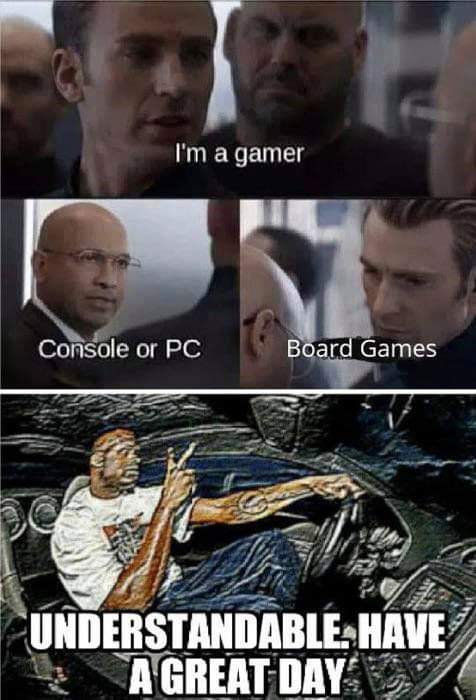 I'm a gamer
Console or PC
Board Games
UNDERSTANDABLE. HAVE
A GREAT DAY